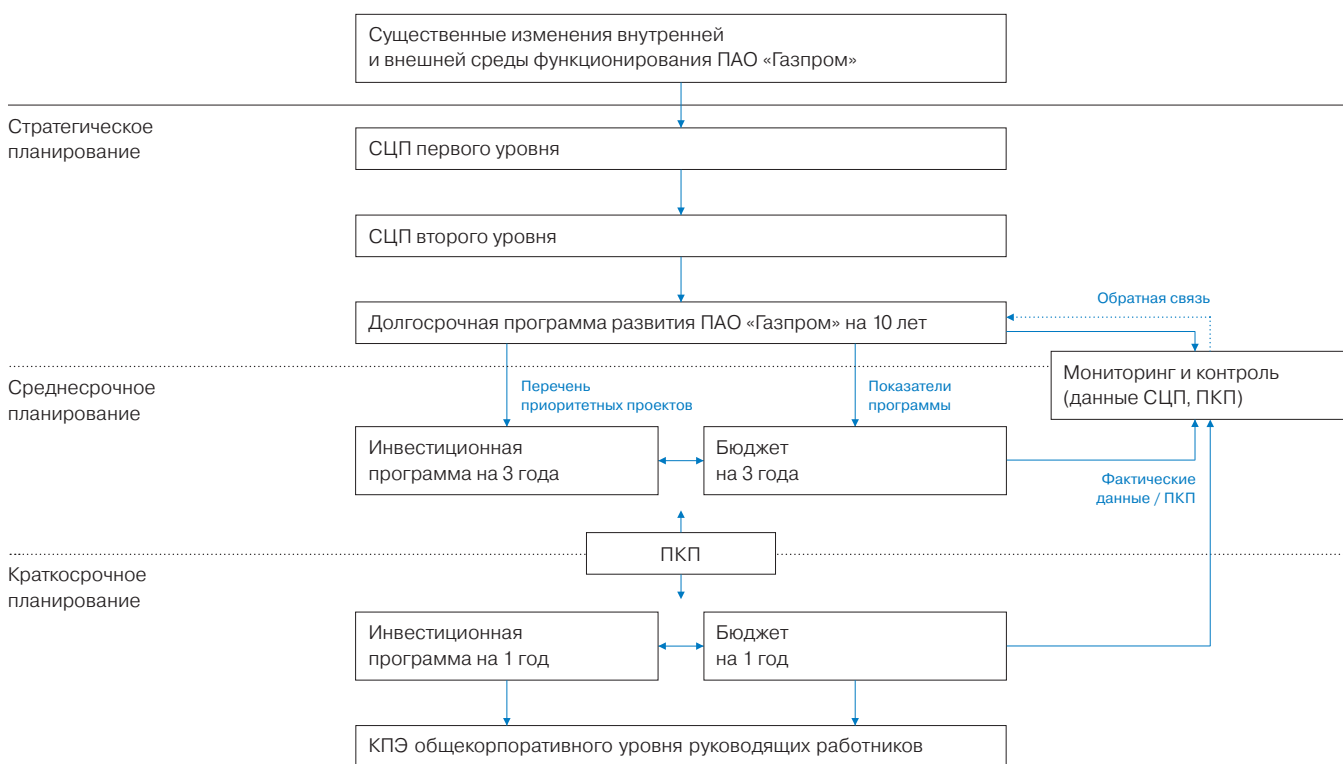 Существенные изменения внутренней
и внешней среды функционирования ПАО «Газпром»
Стратегическое
планирование
СЦП первого уровня
СЦП второго уровня
Обратная связь
Долгосрочная программа развития ПАО «Газпром» на 10 лет
Мониторинг и контроль
(данные СЦП, ПКП)
Среднесрочное
планирование
Перечень
приоритетных проектов
Показатели
программы
Инвестиционная
программа на 3 года
Бюджет
на 3 года
Фактические
данные / ПКП
ПКП
Краткосрочное
планирование
Инвестиционная
программа на 1 год
Бюджет
на 1 год
КПЭ общекорпоративного уровня руководящих работников